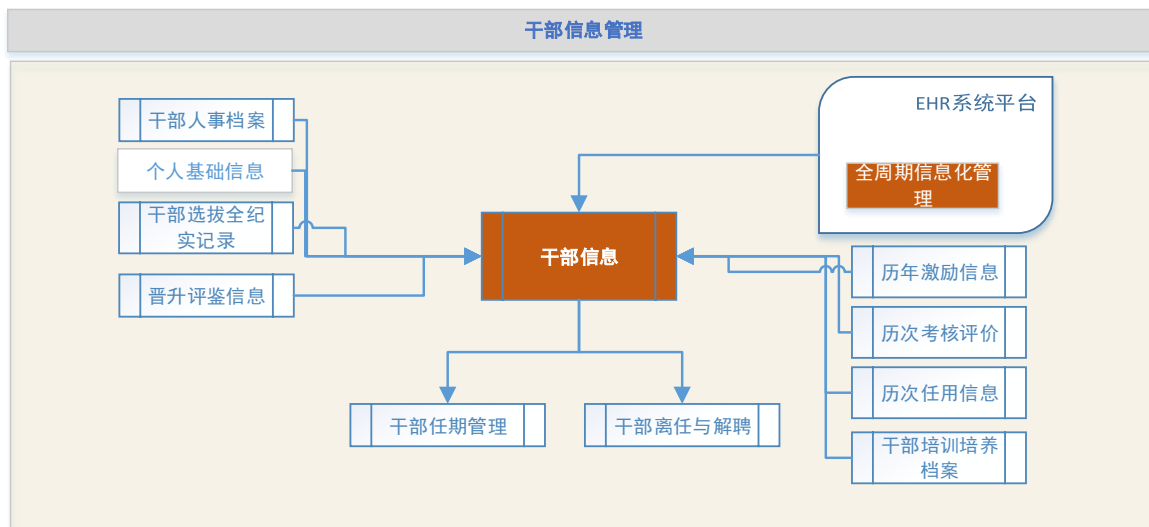 干部信息管理
EHR系统平台
干部人事档案
个人基础信息
全周期信息化管
理
干部选拔全纪
实记录
干部信息
历年激励信息
晋升评鉴信息
历次考核评价
历次任用信息
干部任期管理
干部离任与解聘
干部培训培养
档案